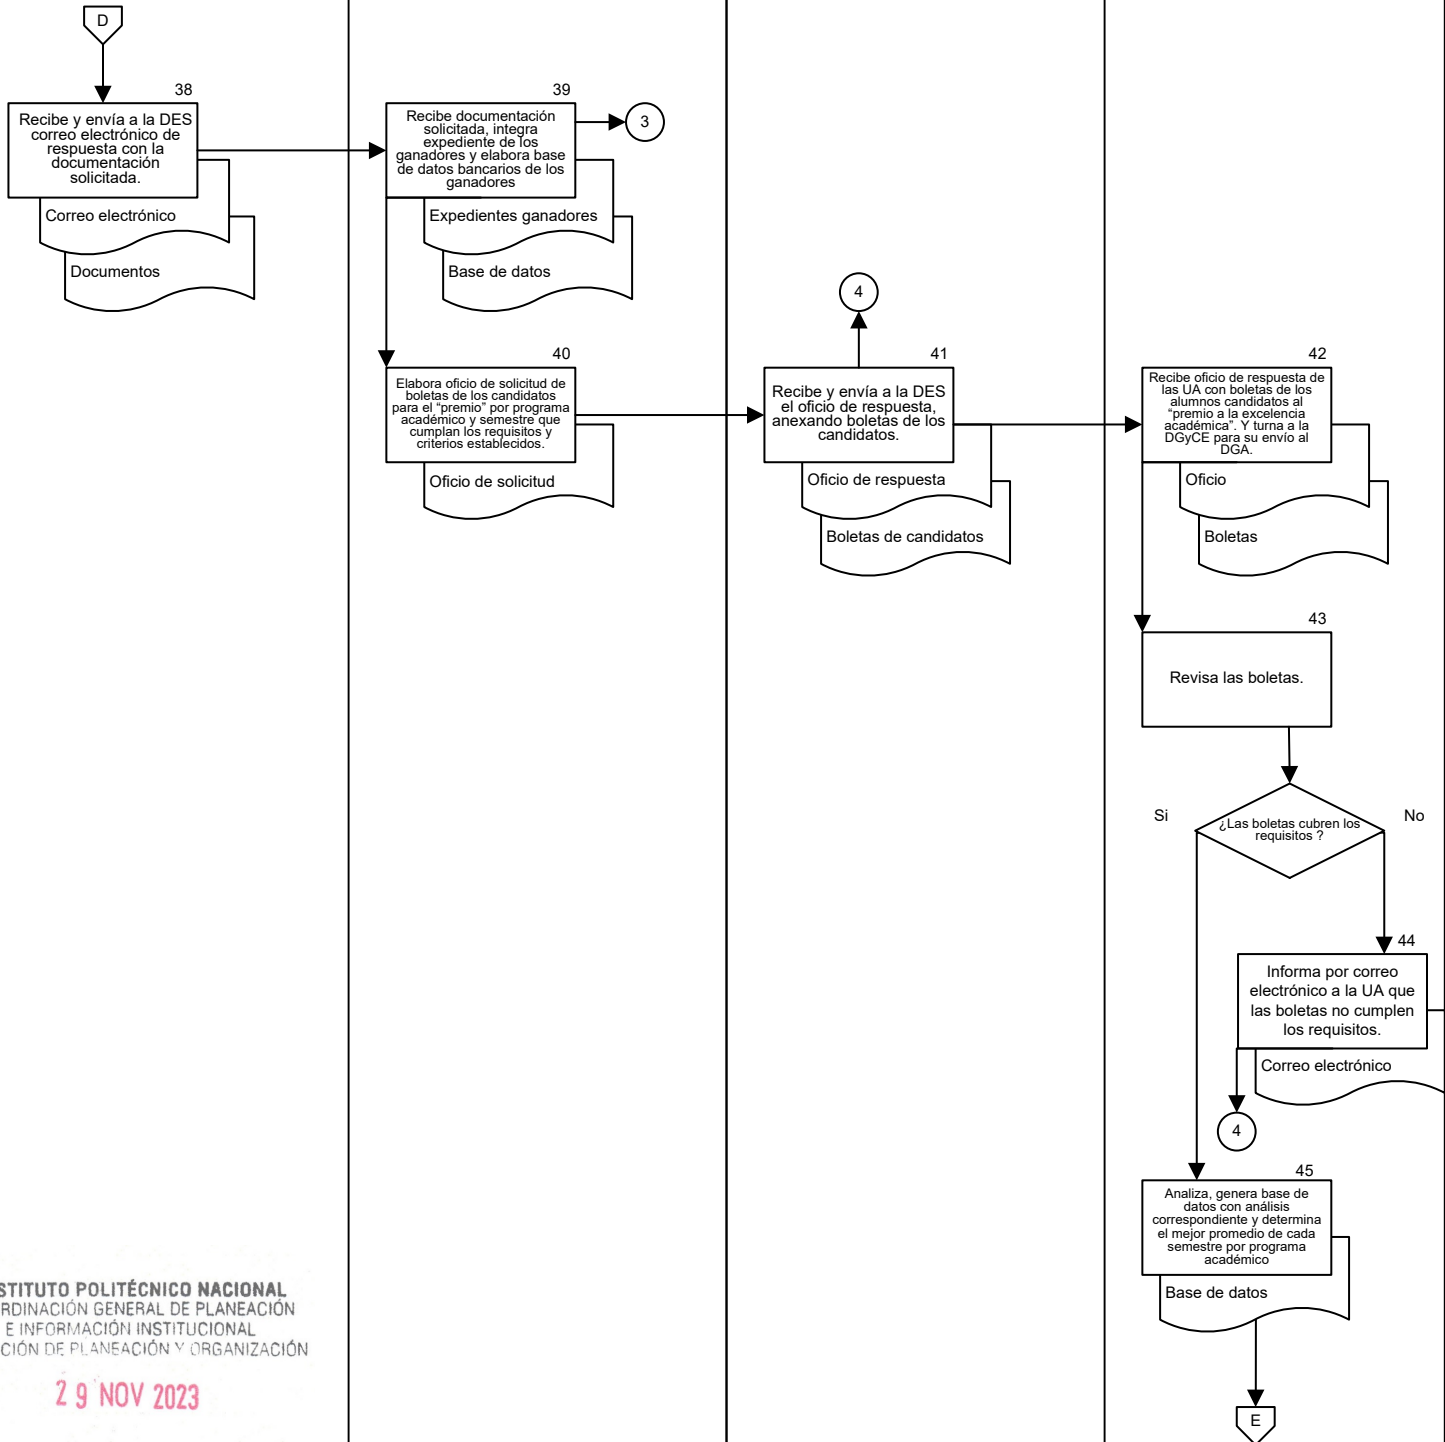 D
38
Recibe y envía a la DES
correo electrónico de
respuesta con la
documentación
solicitada.
Correo electrónico
Documentos
39
Recibe documentación
solicitada, integra
expediente de los
ganadores y elabora base
de datos bancarios de los
ganadores
3
Expedientes ganadores
Base de datos
40
Elabora oficio de solicitud de
boletas de los candidatos
para el “premio” por programa
académico y semestre que
cumplan los requisitos y
criterios establecidos.
Oficio de solicitud
4
41
Recibe y envía a la DES
el oficio de respuesta,
anexando boletas de los
candidatos.
Oficio de respuesta
Boletas de candidatos
42
Recibe oficio de respuesta de
las UA con boletas de los
alumnos candidatos al
“premio a la excelencia
académica”. Y turna a la
DGyCE para su envío al
DGA.
Oficio
Boletas
43
Revisa las boletas.
¿Las boletas cubren los
requisitos ?
Si
No
44
Informa por correo
electrónico a la UA que
las boletas no cumplen
los requisitos.
Correo electrónico
4
45
Analiza, genera base de
datos con análisis
correspondiente y determina
el mejor promedio de cada
semestre por programa
académico
Base de datos
E
STITUTO POLITÉCNICO NACIONAL
RDINACIÓN GENERAL DE PLANEACIÓN
E INFORMACIÓN INSTITUCIONAL
CIÓN DE PLANEACIÓN Y ORGANIZACIÓN
2 9 NOV 2023